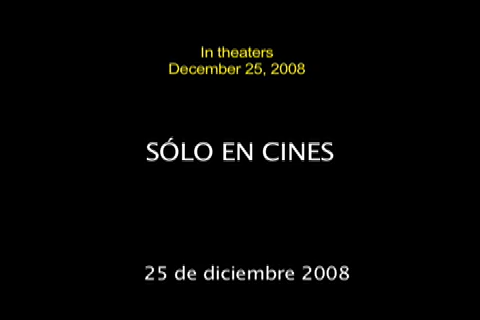 In theaters
December 25, 2008
SÓLO EN CINES
25 de diciembre 2008